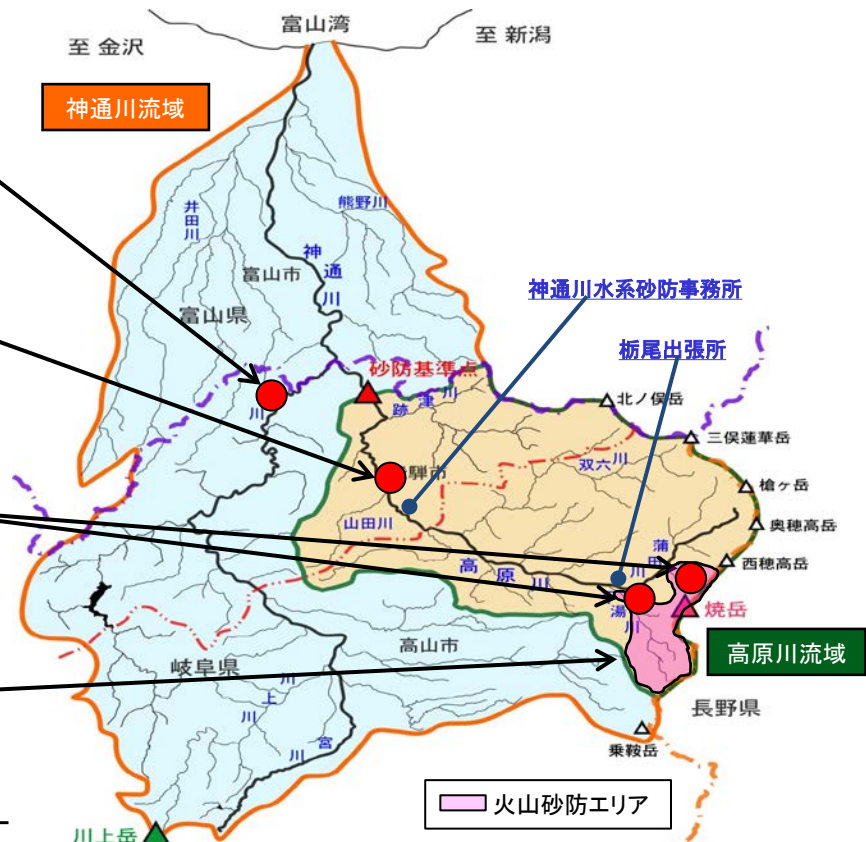 富山湾
至 金沢
至 新潟
神通川流域
井田川
熊野川
神通川
富山市
富山県
神通川水系砂防事務所
栃尾出張所
砂防基準点
跡津川
川
北ノ俣岳
三俣蓮華岳
双六川
飛騨市
槍ヶ岳
山田川
奥穂高岳
蒲田川
西穂高岳
高原川
湯川
焼岳
高山市
高原川流域
岐阜県
川上川
長野県
宮川
乗鞍岳
火山砂防エリア
川上岳